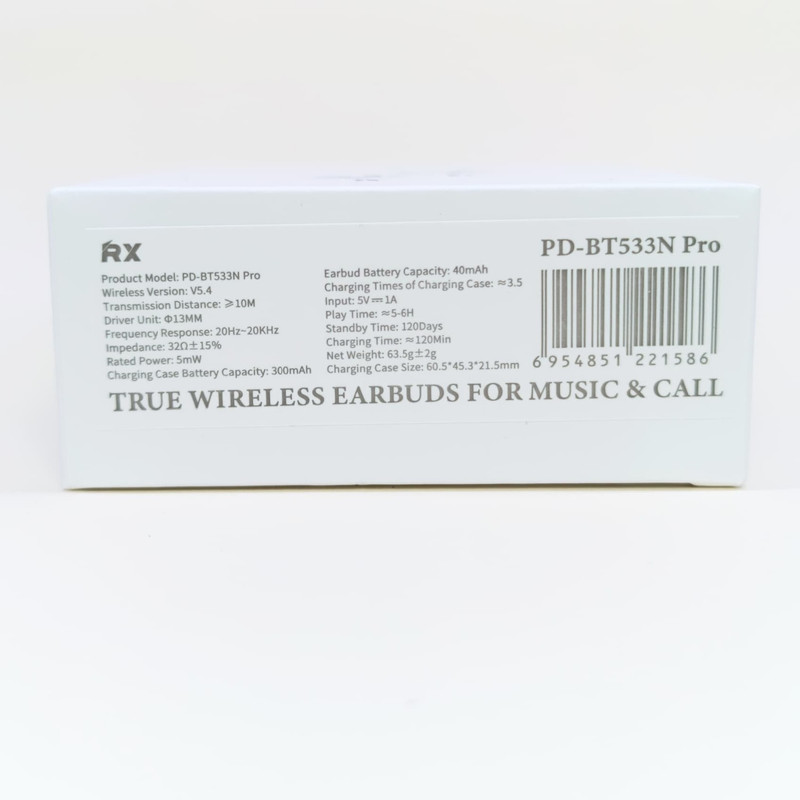 RX
Product Model: PD-BT533N Pro
Wireless Version: V5.4
Transmission Distance: ⩾10M
Driver Unit: Φ13MM
Frequency Response: 20Hz~20KHz
Impedance: 32Ω±15%
Rated Power: 5mW
Charging Case Battery Capacity: 300mAh
Earbud Battery Capacity: 40mAh
Charging Times of Charging Case: ≈3.5
Input: 5V⎓1A
Play Time: ≈5-6H
Standby Time: 120Days
Charging Time: ≈120Min
Net Weight: 63.5g±2g
Charging Case Size: 60.5*45.3*21.5mm
PD-BT533N Pro
6 954851 221586
TRUE WIRELESS EARBUDS FOR MUSIC & CALL